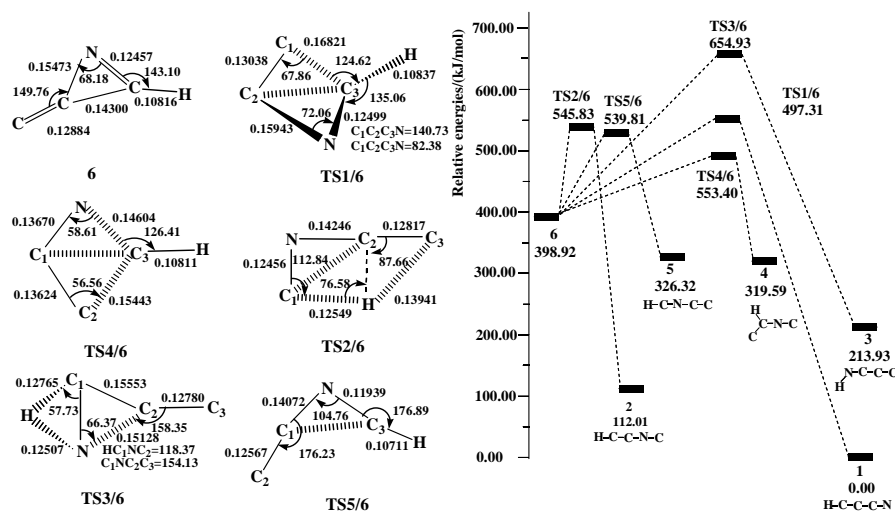 N
0.15473
0.12457
68.18
149.76
143.10
C
C
H
0.14300
0.10816
C
0.12884
6
C1
0.16821
0.13038
124.62
H
67.86
0.10837
C2
C3
135.06
72.06
0.12499
0.15943
N
C1C2C3N=140.73
C1C2C3N=82.38
TS1/6
N
0.13670
0.14604
58.61
126.41
C1
C3
H
0.10811
56.56
0.13624
0.15443
C2
TS4/6
0.14246
0.12817
N
C2
C3
0.12456
112.84
87.66
76.58
C1
H
0.13941
0.12549
TS2/6
0.12765
C1
0.15553
0.12780
57.73
H
C2
C3
66.37
158.35
0.15128
0.12507
N
HC1NC2=118.37
C1NC2C3=154.13
TS3/6
N
0.14072
0.11939
104.76
176.89
C1
C3
H
0.10711
0.12567
176.23
C2
TS5/6
Relative energies/(kJ/mol)
700.00
600.00
500.00
400.00
300.00
200.00
100.00
0.00
TS3/6
654.93
TS1/6
497.31
TS2/6
545.83
TS5/6
539.81
TS4/6
553.40
6
398.92
5
326.32
H-C-N-C-C
4
319.59
H
C-N-C
C
3
213.93
N-C-C-C
H
2
112.01
H-C-C-N-C
1
0.00
H-C-C-C-N